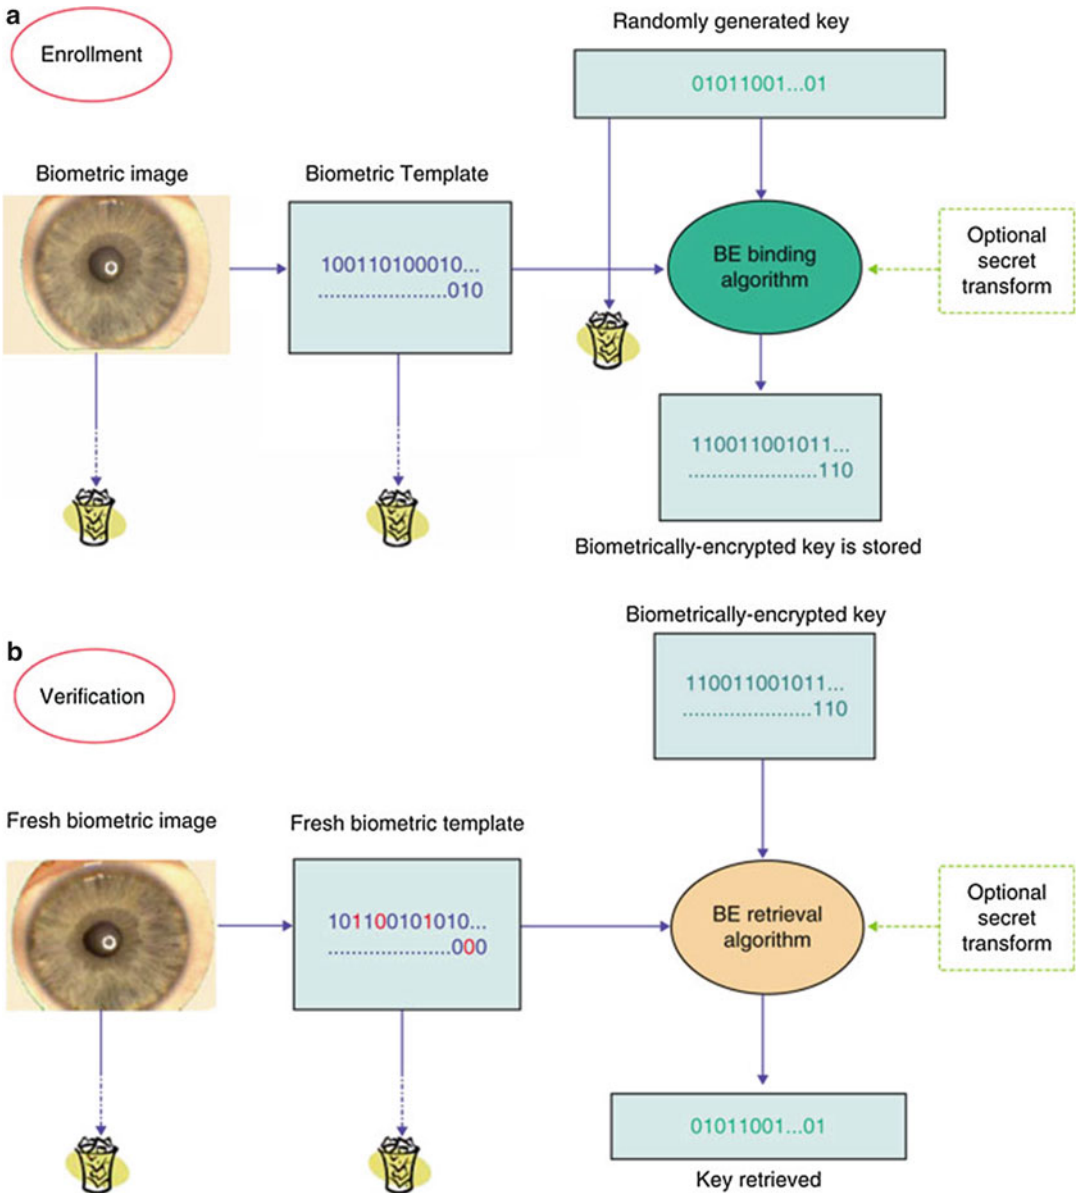 a
Enrollment
Randomly generated key
01011001...01
Biometric image
Biometric Template
100110100010...
......................010
BE binding
algorithm
Optional
secret
transform
110011001011...
......................110
Biometrically-encrypted key is stored
b
Verification
Biometrically-encrypted key
110011001011...
......................110
Fresh biometric image
Fresh biometric template
101100101010...
.....................000
BE retrieval
algorithm
Optional
secret
transform
01011001...01
Key retrieved